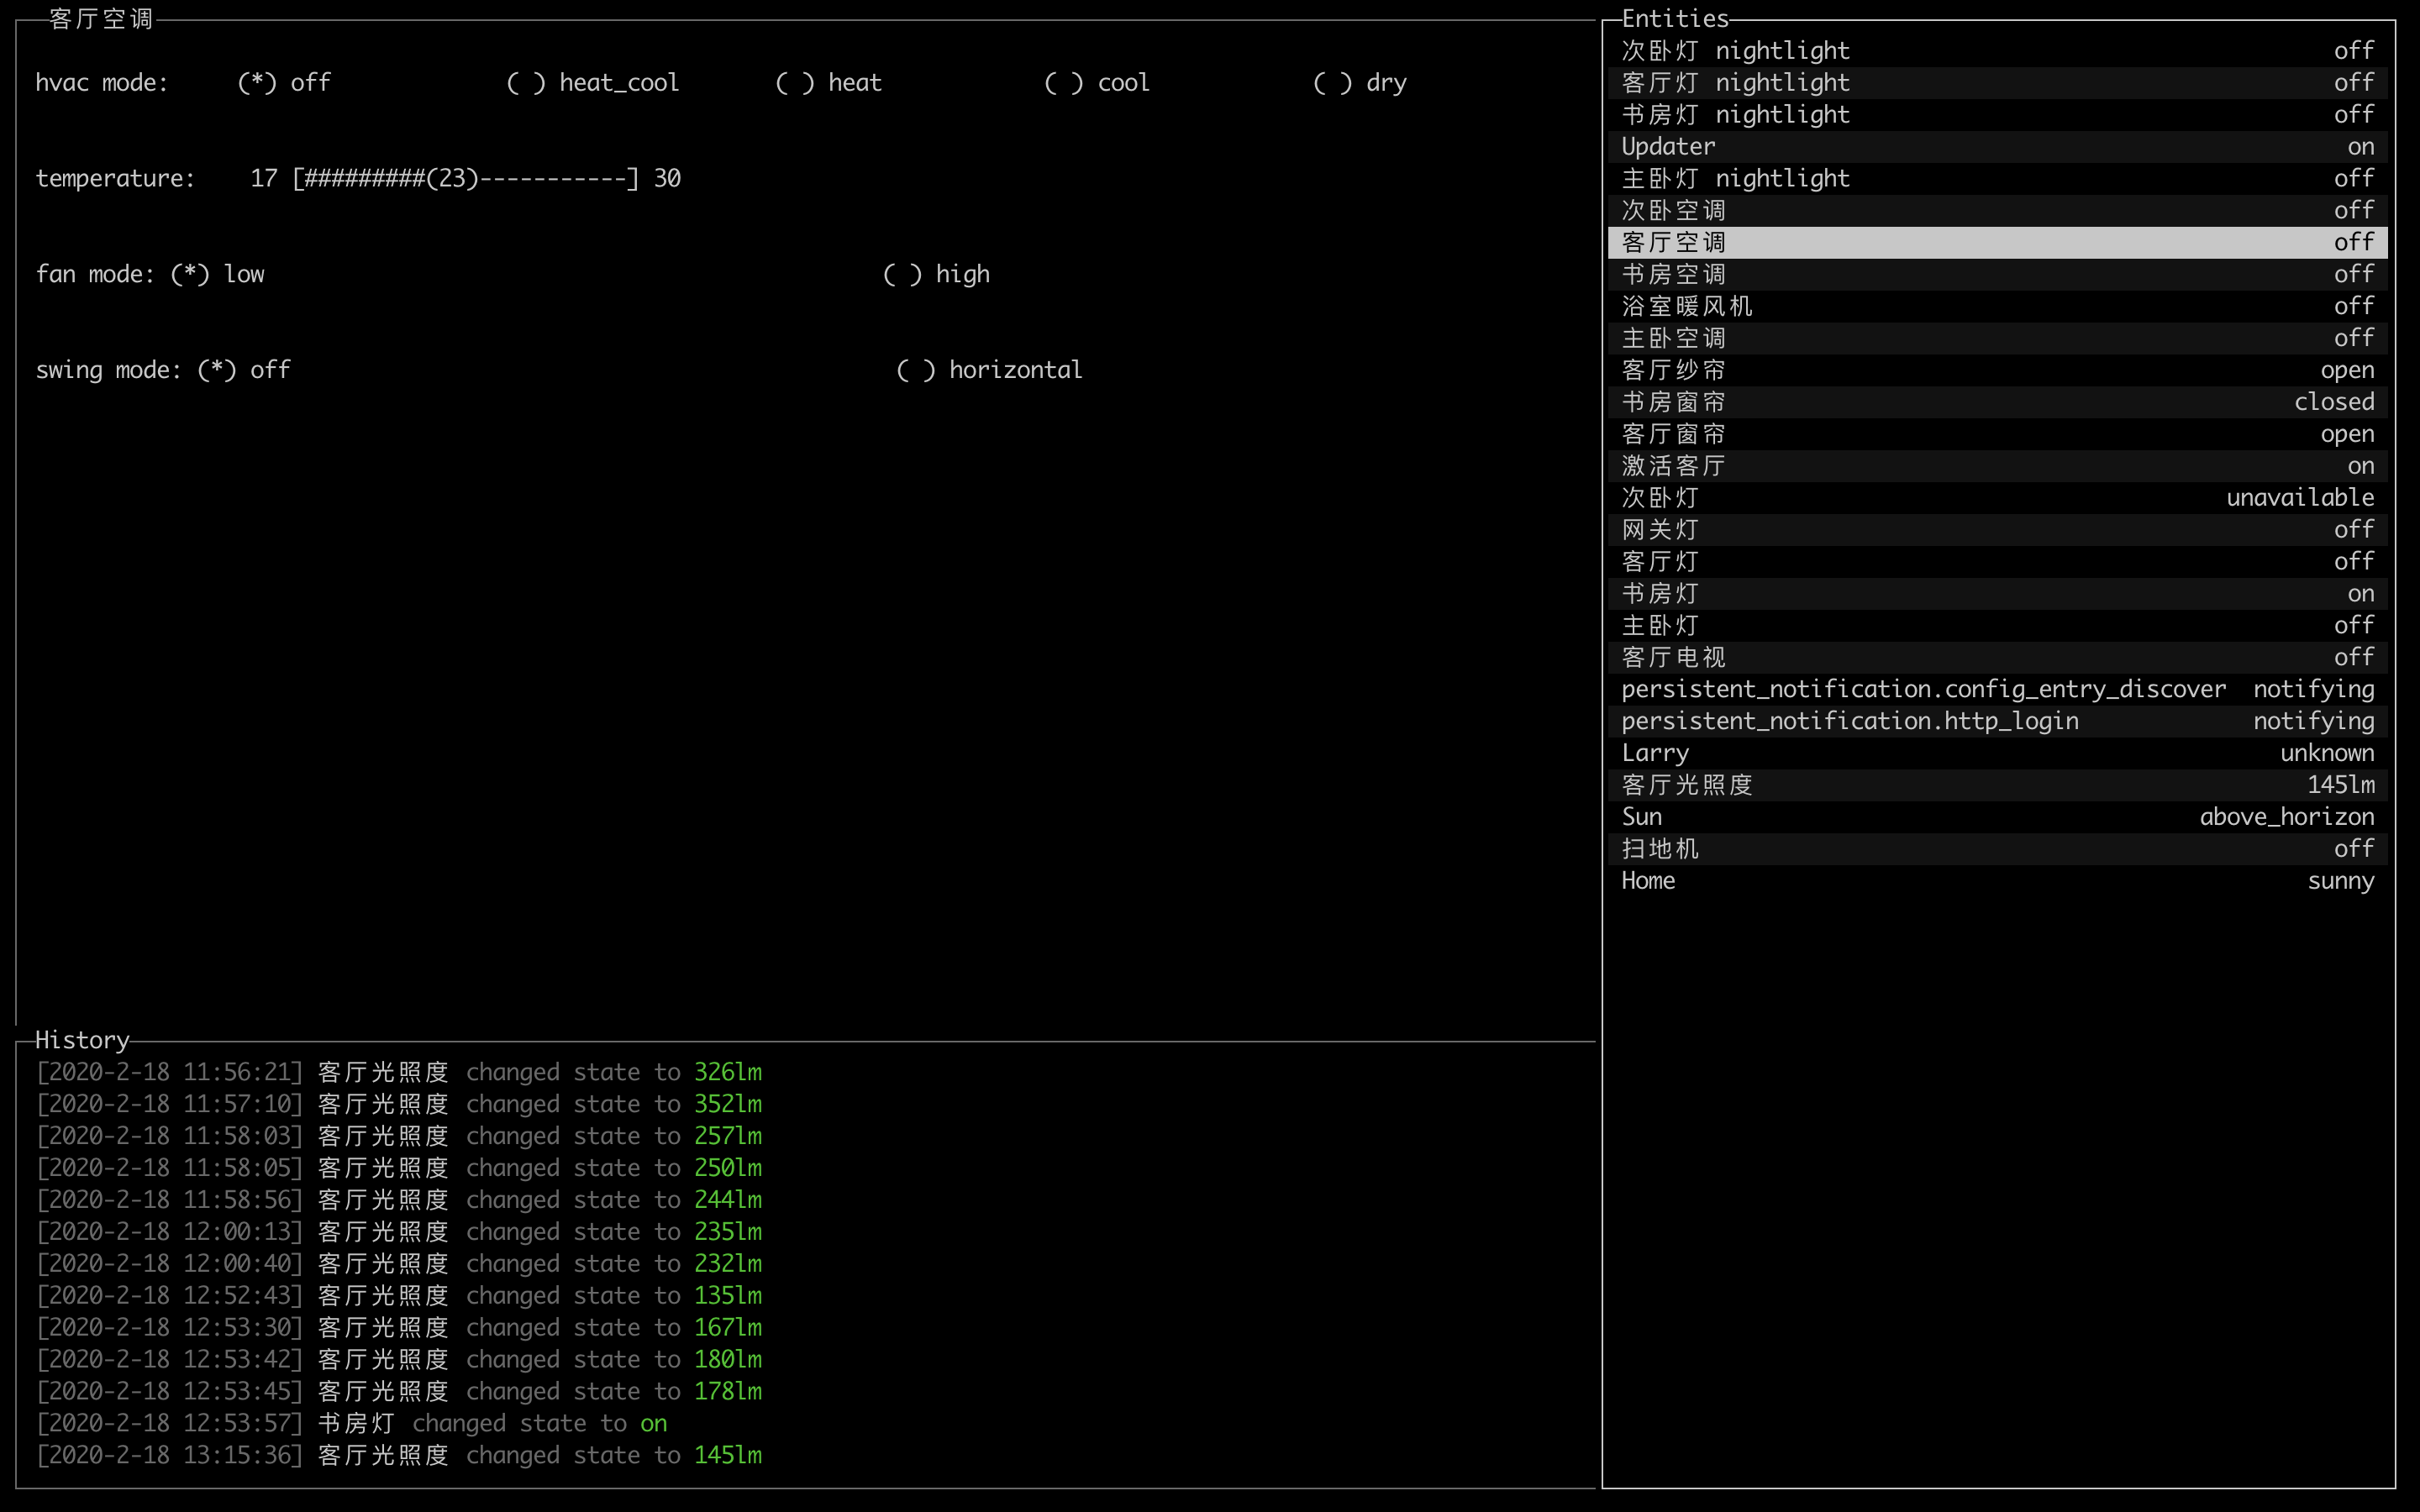 客厅空调
hvac mode: (*) off ( ) heat_cool ( ) heat ( ) cool ( ) dry
temperature: 17 [#########(23)-----------] 30
fan mode: (*) low ( ) high
swing mode: (*) off ( ) horizontal
History
[2020-2-18 11:56:21] 客厅光照度 changed state to 326lm
[2020-2-18 11:57:10] 客厅光照度 changed state to 352lm
[2020-2-18 11:58:03] 客厅光照度 changed state to 257lm
[2020-2-18 11:58:05] 客厅光照度 changed state to 250lm
[2020-2-18 11:58:56] 客厅光照度 changed state to 244lm
[2020-2-18 12:00:13] 客厅光照度 changed state to 235lm
[2020-2-18 12:00:40] 客厅光照度 changed state to 232lm
[2020-2-18 12:52:43] 客厅光照度 changed state to 135lm
[2020-2-18 12:53:30] 客厅光照度 changed state to 167lm
[2020-2-18 12:53:42] 客厅光照度 changed state to 180lm
[2020-2-18 12:53:45] 客厅光照度 changed state to 178lm
[2020-2-18 12:53:57] 书房灯 changed state to on
[2020-2-18 13:15:36] 客厅光照度 changed state to 145lm
Entities
次卧灯 nightlight off
客厅灯 nightlight off
书房灯 nightlight off
Updater on
主卧灯 nightlight off
次卧空调 off
客厅空调 off
书房空调 off
浴室暖风机 off
主卧空调 off
客厅纱帘 open
书房窗帘 closed
客厅窗帘 open
激活客厅 on
次卧灯 unavailable
网关灯 off
客厅灯 off
书房灯 on
主卧灯 off
客厅电视 off
persistent_notification.config_entry_discover notifying
persistent_notification.http_login notifying
Larry unknown
客厅光照度 145lm
Sun above_horizon
扫地机 off
Home sunny